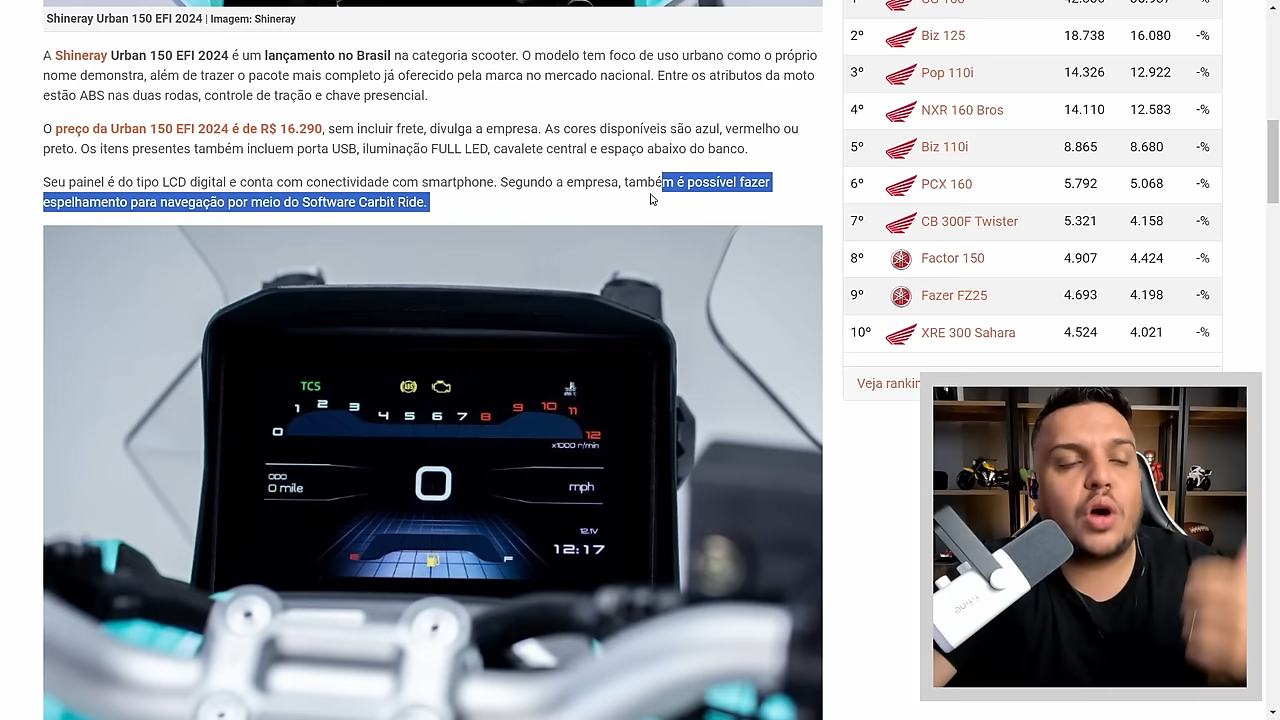 Shineray Urban 150 EFI 2024 | Imagem: Shineray
A Shineray Urban 150 EFI 2024 é um lançamento no Brasil na categoria scooter. O modelo tem foco de uso urbano como o próprio
nome demonstra, além de trazer o pacote mais completo já oferecido pela marca no mercado nacional. Entre os atributos da moto
estão ABS nas duas rodas, controle de tração e chave presencial.
O preço da Urban 150 EFI 2024 é de R$ 16.290, sem incluir frete, divulga a empresa. As cores disponíveis são azul, vermelho ou
preto. Os itens presentes também incluem porta USB, iluminação FULL LED, cavalete central e espaço abaixo do banco.
Seu painel é do tipo LCD digital e conta com conectividade com smartphone. Segundo a empresa, também é possível fazer
espelhamento para navegação por meio do Software Carbit Ride.
TCS
ABS
0 1 2 3 4 5 6 7 8 9 10 11 12
x1000 r/min
ODO
0 mile
0
mph
12.1V
12:17
E F
2º Biz 125 18.738 16.080 -%
3º Pop 110i 14.326 12.922 -%
4º NXR 160 Bros 14.110 12.583 -%
5º Biz 110i 8.865 8.680 -%
6º PCX 160 5.792 5.068 -%
7º CB 300F Twister 5.321 4.158 -%
8º Factor 150 4.907 4.424 -%
9º Fazer FZ25 4.693 4.198 -%
10º XRE 300 Sahara 4.524 4.021 -%
Veja
fifine